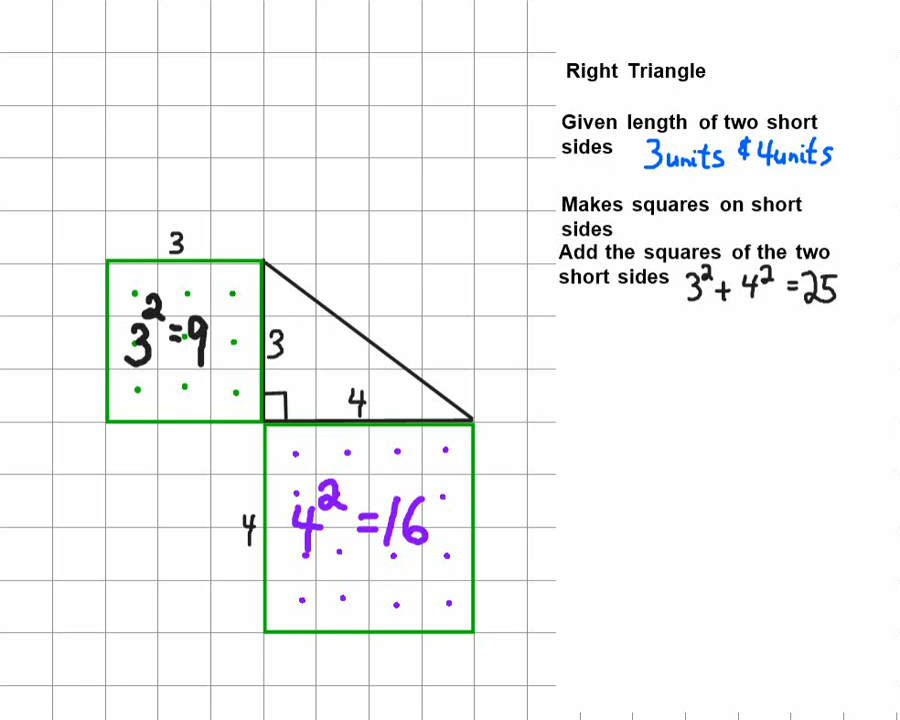 Right Triangle
Given length of two short
sides 3units & 4units
Makes squares on short
sides
Add the squares of the two
short sides 3² + 4² = 25
3
3² = 9
3
4
4² = 16
4